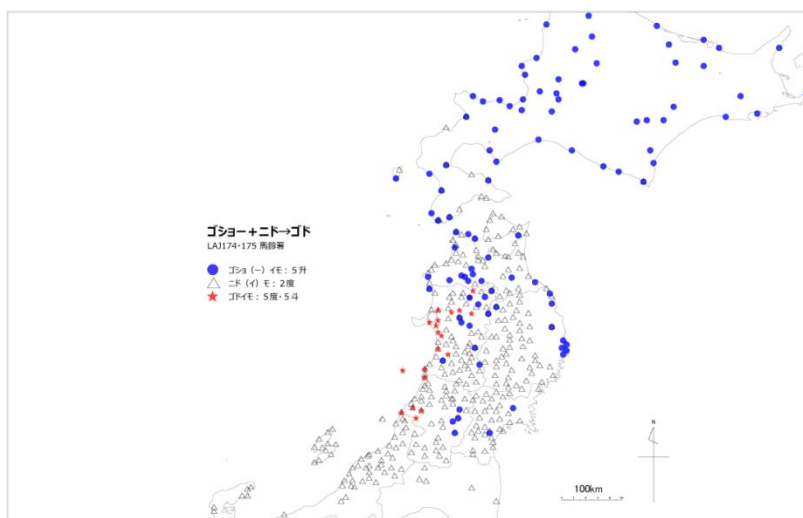 ゴショー＋ニド→ゴド
LAJ174･175 馬鈴薯
ゴショ（ー）イモ：５升
ニド（イ）モ：２度
ゴドイモ：５度･５斗
N
100km